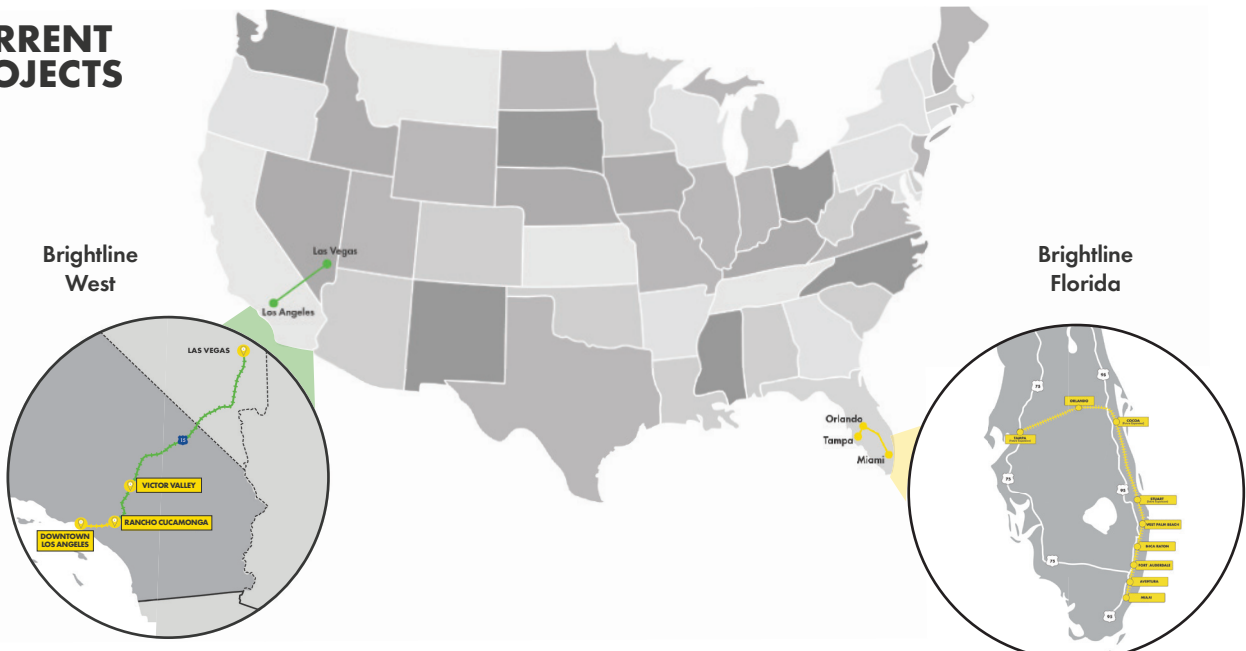 RRENT
OJECTS
Brightline
West
Las Vegas
Los Angeles
LAS VEGAS
15
VICTOR VALLEY
RANCHO CUCAMONGA
DOWNTOWN
LOS ANGELES
Orlando
Tampa
Miami
Brightline
Florida
75
95
ORLANDO
COCOA
TAMPA
75
95
STUART
WEST PALM BEACH
BOCA RATON
75
FORT LAUDERDALE
AVENTURA
MIAMI
95